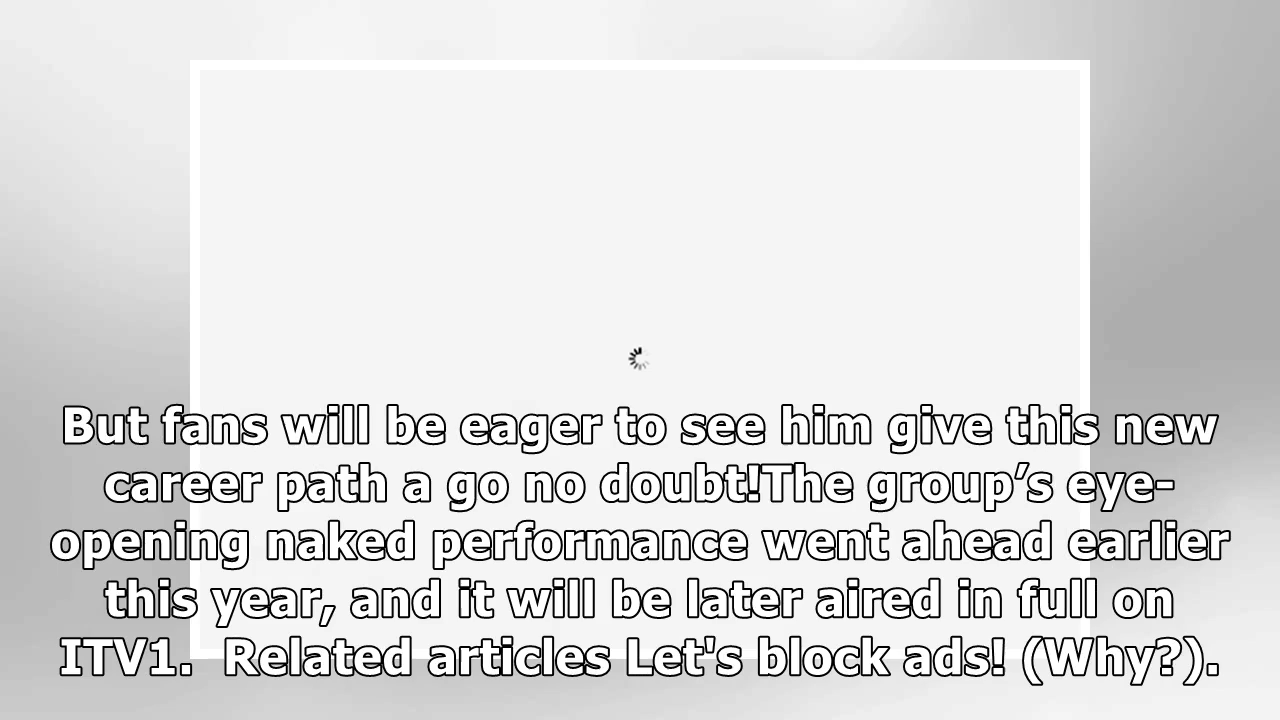 But fans will be eager to see him give this new
career path a go no doubt!The group’s eye-
opening naked performance went ahead earlier
this year, and it will be later aired in full on
ITV1.  Related articles Let's block ads! (Why?).